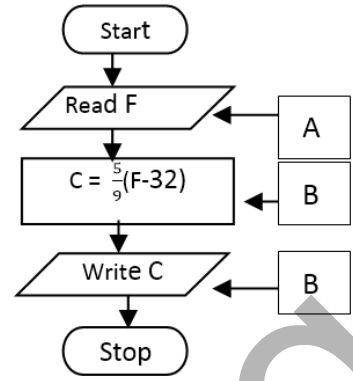 Start
Read F
A
C = 5/9(F-32)
B
Write C
B
Stop